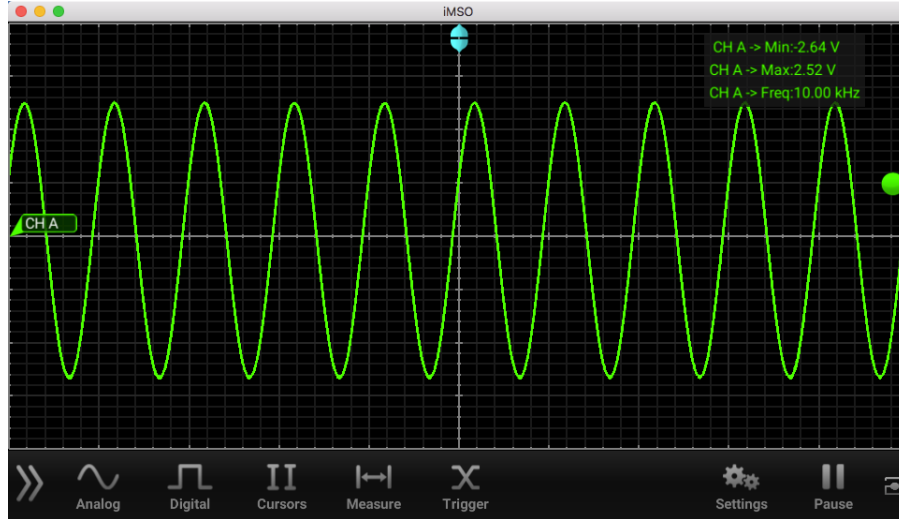 iMSO
CH A -> Min:-2.64 V
CH A -> Max:2.52 V
CH A -> Freq:10.00 kHz
CH A
Analog
Digital
Cursors
Measure
Trigger
Settings
Pause